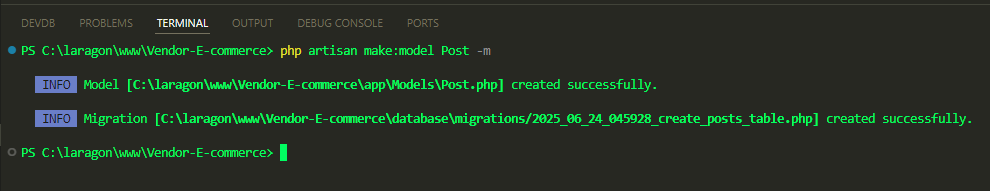 DEVDB PROBLEMS TERMINAL OUTPUT DEBUG CONSOLE PORTS
PS C:\laragon\www\Vendor-E-commerce> php artisan make:model Post -m
INFO Model [C:\laragon\www\Vendor-E-commerce\app\Models\Post.php] created successfully.
INFO Migration [C:\laragon\www\Vendor-E-commerce\database\migrations/2025_06_24_045928_create_posts_table.php] created successfully.
PS C:\laragon\www\Vendor-E-commerce>